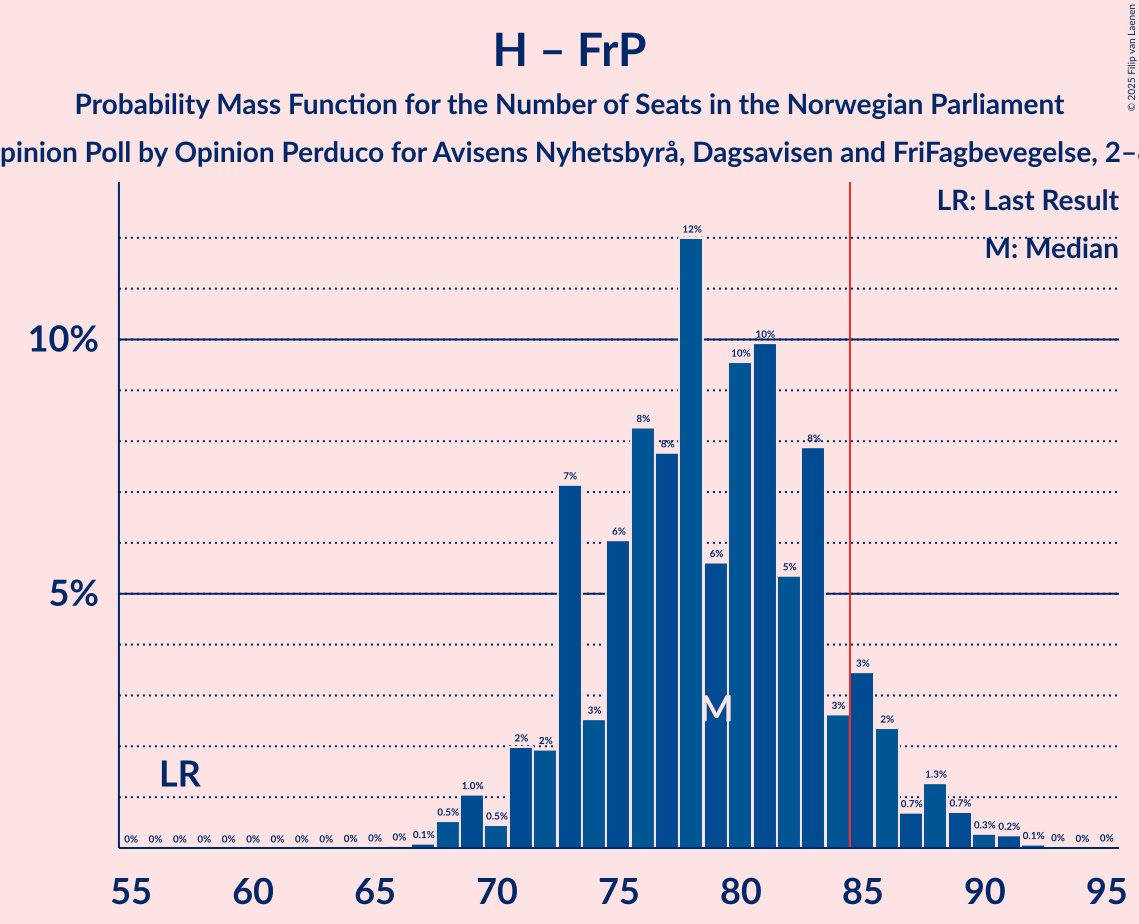 H – FrP
Probability Mass Function for the Number of Seats in the Norwegian Parliament
pinion Poll by Opinion Perduco for Avisens Nyhetsbyrå, Dagsavisen and FriFagbevegelse, 2–
© 2025 Filip van Laenen
LR: Last Result
M: Median
10%
5%
LR
M
0% 0% 0% 0% 0% 0% 0% 0% 0% 0% 0% 0% 0.1% 0.5% 1.0% 0.5% 2% 2% 7% 3% 6% 8% 8% 12% 6% 10% 10% 5% 8% 3% 3% 2% 0.7% 1.3% 0.7% 0.3% 0.2% 0.1% 0% 0% 0%
55 60 65 70 75 80 85 90 95